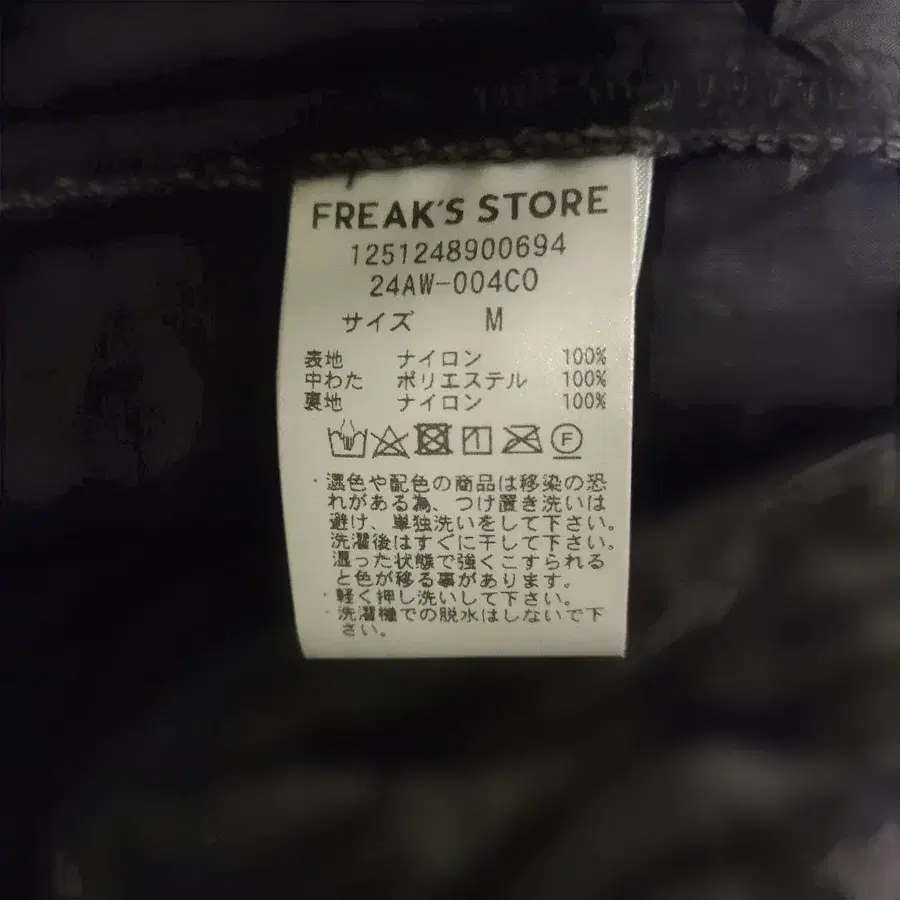 FREAK'S STORE
1251248900694
24AW-004CO
サイズ M
表地 ナイロン 100%
中わた ポリエステル 100%
裏地 ナイロン 100%
F
・濃色や配色の商品は移染の恐
れがある為、つけ置き洗いは
避け、単独洗いをして下さい。
洗濯後はすぐに干して下さい。
湿った状態で強くこすられる
と色が移る事があります。
・軽く押し洗いして下さい。
・洗濯機での脱水はしないで下
さい。